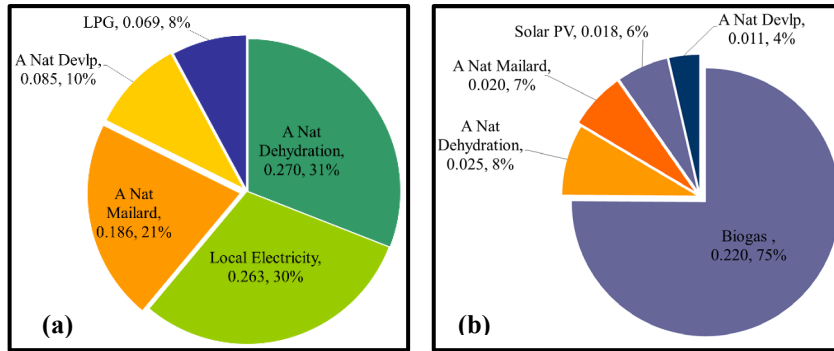 LPG, 0.069, 8%
A Nat Devlp,
0.085, 10%
A Nat
Dehydration,
0.270, 31%
A Nat
Mailard,
0.186, 21%
Local Electricity,
0.263, 30%
(a)
Solar PV, 0.018, 6%
A Nat Devlp,
0.011, 4%
A Nat Mailard,
0.020, 7%
A Nat
Dehydration,
0.025, 8%
Biogas ,
0.220, 75%
(b)